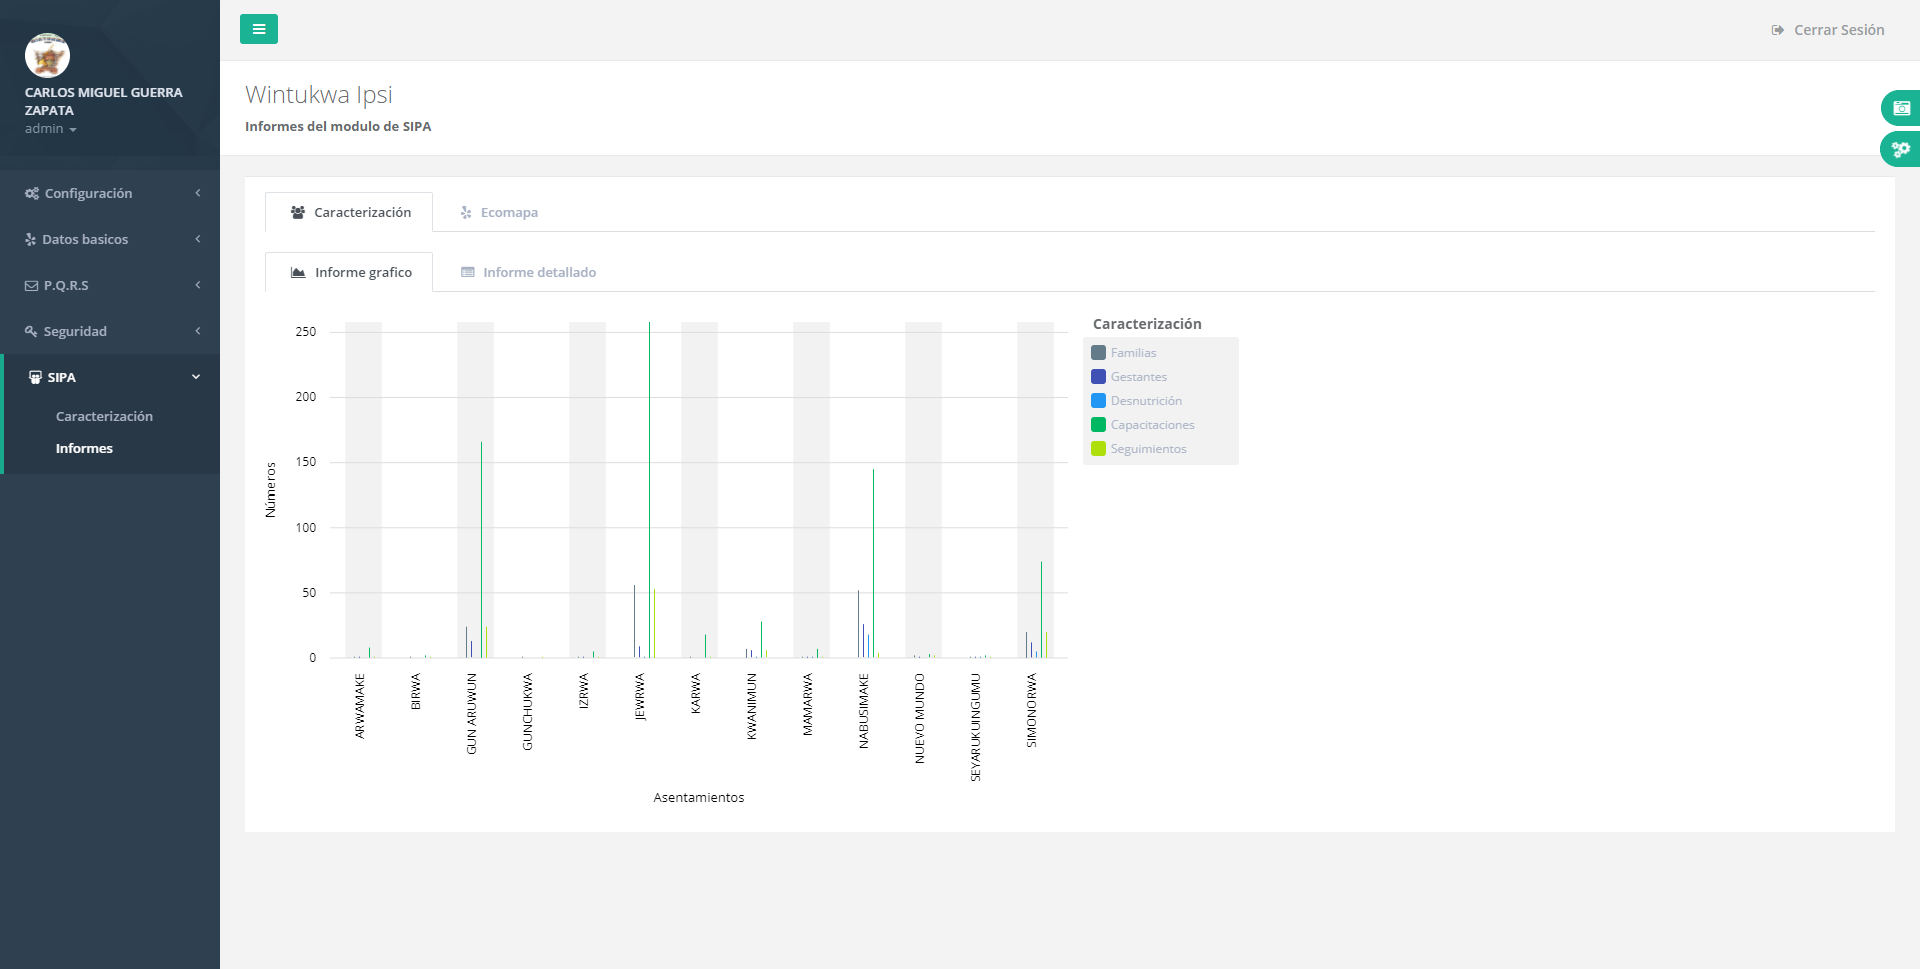 CARLOS MIGUEL GUERRA
ZAPATA
admin
Configuración
Datos basicos
P.Q.R.S
Seguridad
SIPA
Caracterización
Informes
Cerrar Sesión
Wintukwa Ipsi
Informes del modulo de SIPA
Caracterización
Ecomapa
Informe grafico
Informe detallado
Números
250
200
150
100
50
0
ARWAMAKE
BIRWA
GUN ARUWUN
GUNCHUKWA
IZIRWA
JEWRWA
KARWA
KWANIMUN
MAMARWA
NABUSIMAKE
NUEVO MUNDO
SEYARUKUINGUMU
SIMONORWA
Asentamientos
Caracterización
Familias
Gestantes
Desnutrición
Capacitaciones
Seguimientos